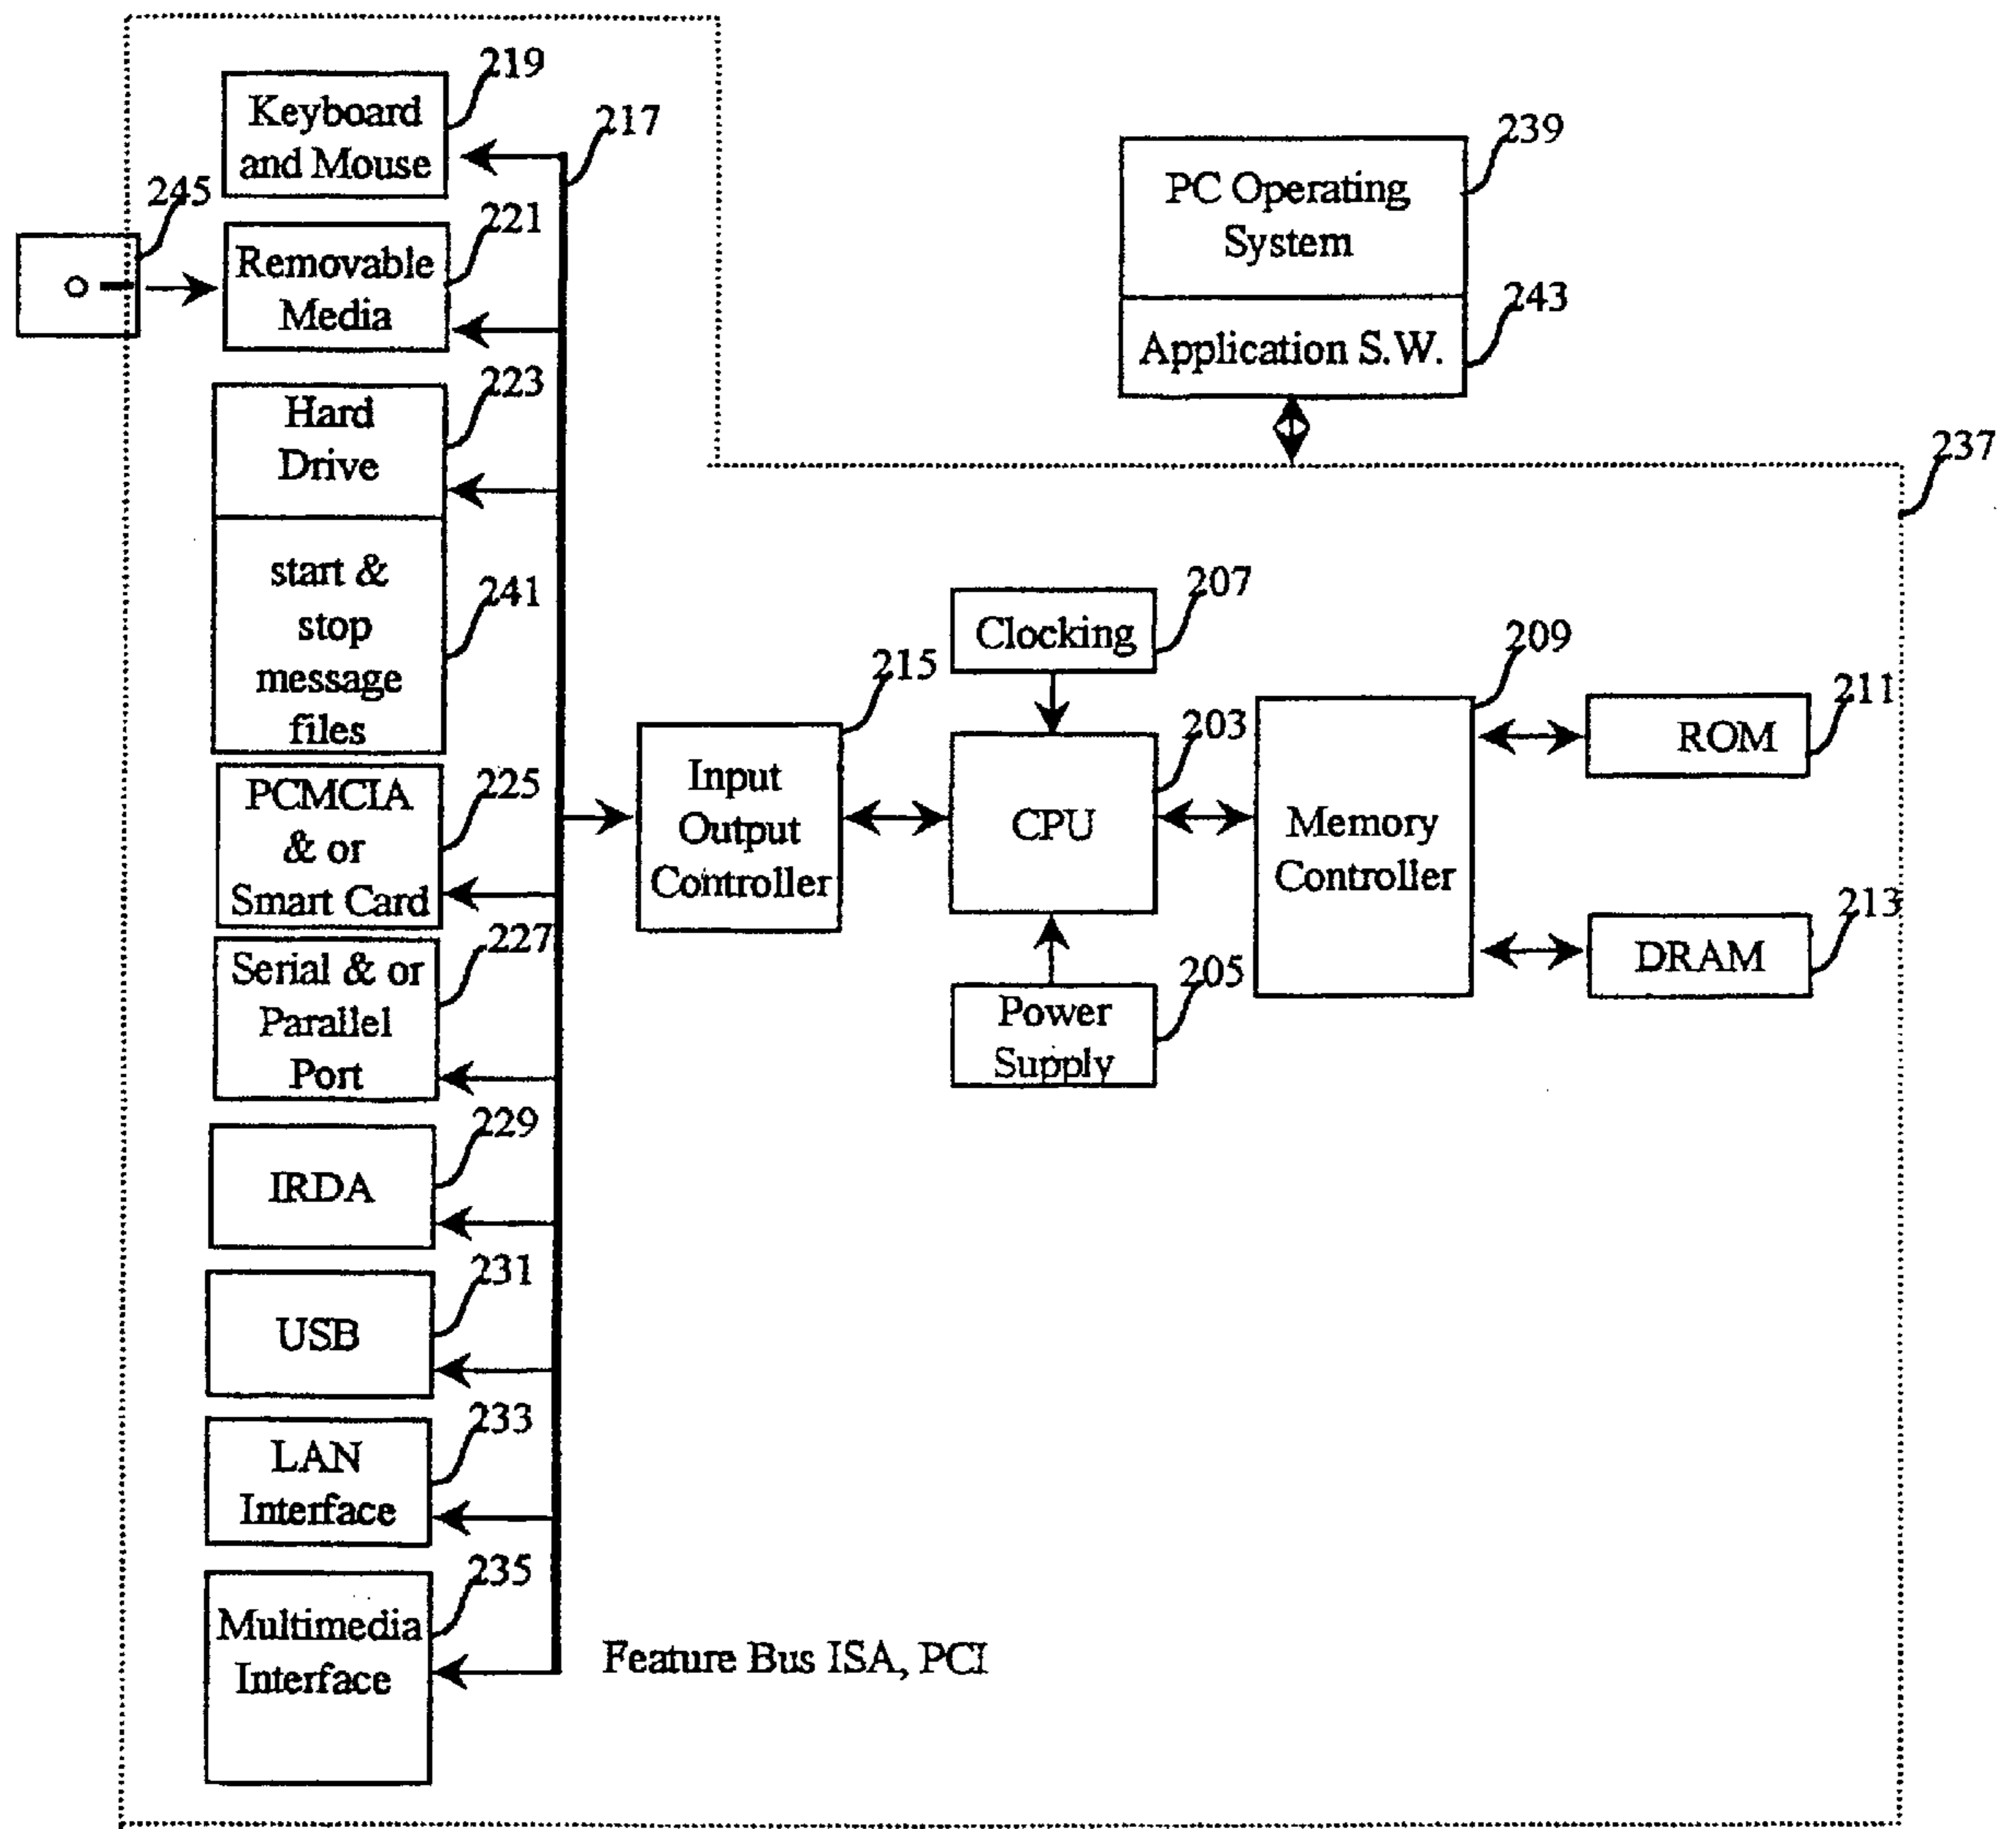 219
Keyboard
and Mouse
217
245
221
Removable
Media
223
Hard
Drive
241
start &
stop
message
files
225
PCMCIA
& or
Smart Card
227
Serial & or
Parallel
Port
229
IRDA
231
USB
233
LAN
Interface
235
Multimedia
Interface
Feature Bus ISA, PCI
239
PC Operating
System
243
Application S.W.
237
207
Clocking
215
Input
Output
Controller
203
CPU
205
Power
Supply
209
Memory
Controller
211
ROM
213
DRAM